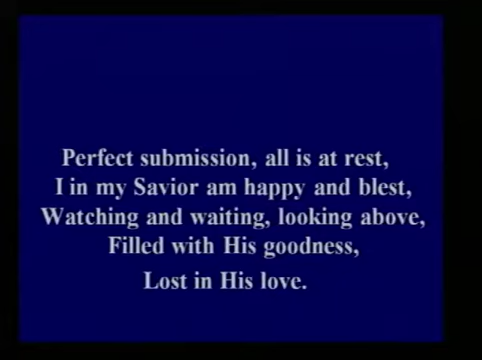 Perfect submission, all is at rest,
I in my Savior am happy and blest,
Watching and waiting, looking above,
Filled with His goodness,
Lost in His love.